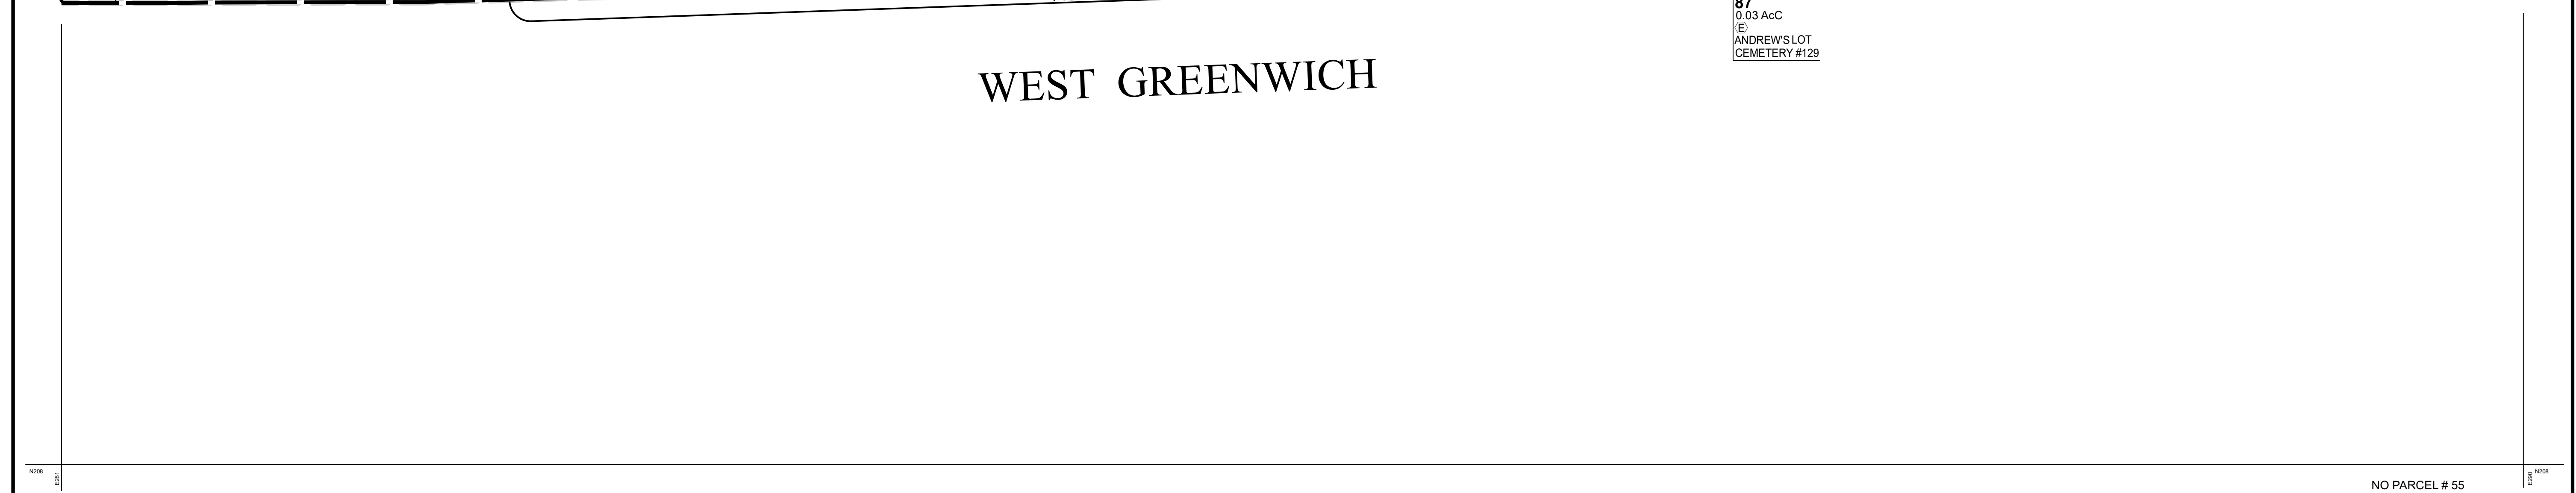 87
0.03 AcC
E
ANDREW'S LOT
CEMETERY #129
WEST GREENWICH
N208
E281
E290
N208
NO PARCEL # 55